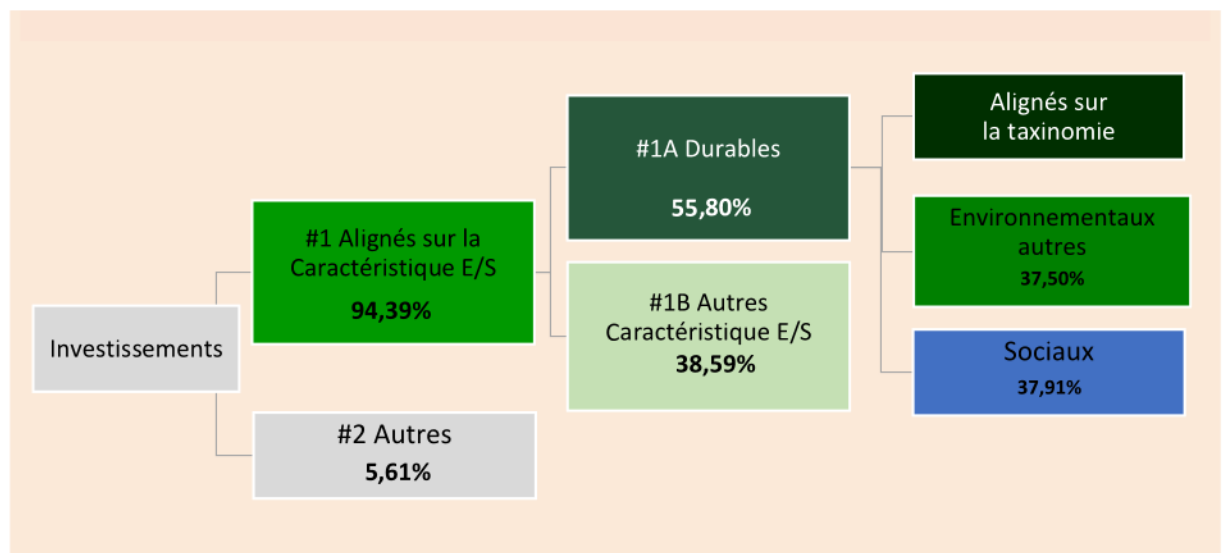 Investissements
#1 Alignés sur la
Caractéristique E/S
94,39%
#2 Autres
5,61%
#1A Durables
55,80%
#1B Autres
Caractéristique E/S
38,59%
Alignés sur
la taxinomie
Environnementaux
autres
37,50%
Sociaux
37,91%